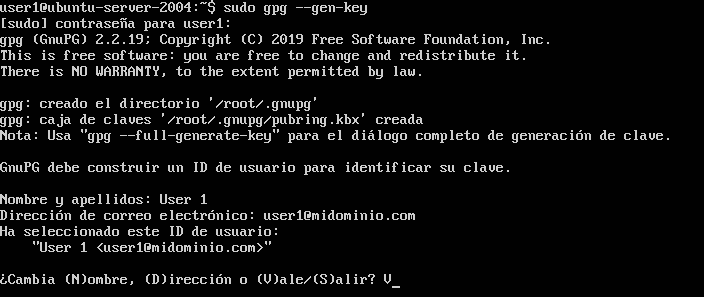 user1@ubuntu-server-2004:~$ sudo gpg --gen-key
[sudo] contraseña para user1:
gpg (GnuPG) 2.2.19; Copyright (C) 2019 Free Software Foundation, Inc.
This is free software: you are free to change and redistribute it.
There is NO WARRANTY, to the extent permitted by law.
gpg: creado el directorio '/root/.gnupg'
gpg: caja de claves '/root/.gnupg/pubring.kbx' creada
Nota: Usa "gpg --full-generate-key" para el diálogo completo de generación de clave.
GnuPG debe construir un ID de usuario para identificar su clave.
Nombre y apellidos: User 1
Dirección de correo electrónico: user1@midominio.com
Ha seleccionado este ID de usuario:
"User 1 <user1@midominio.com>"
¿Cambia (N)ombre, (D)irección o (V)ale/(S)alir? V_